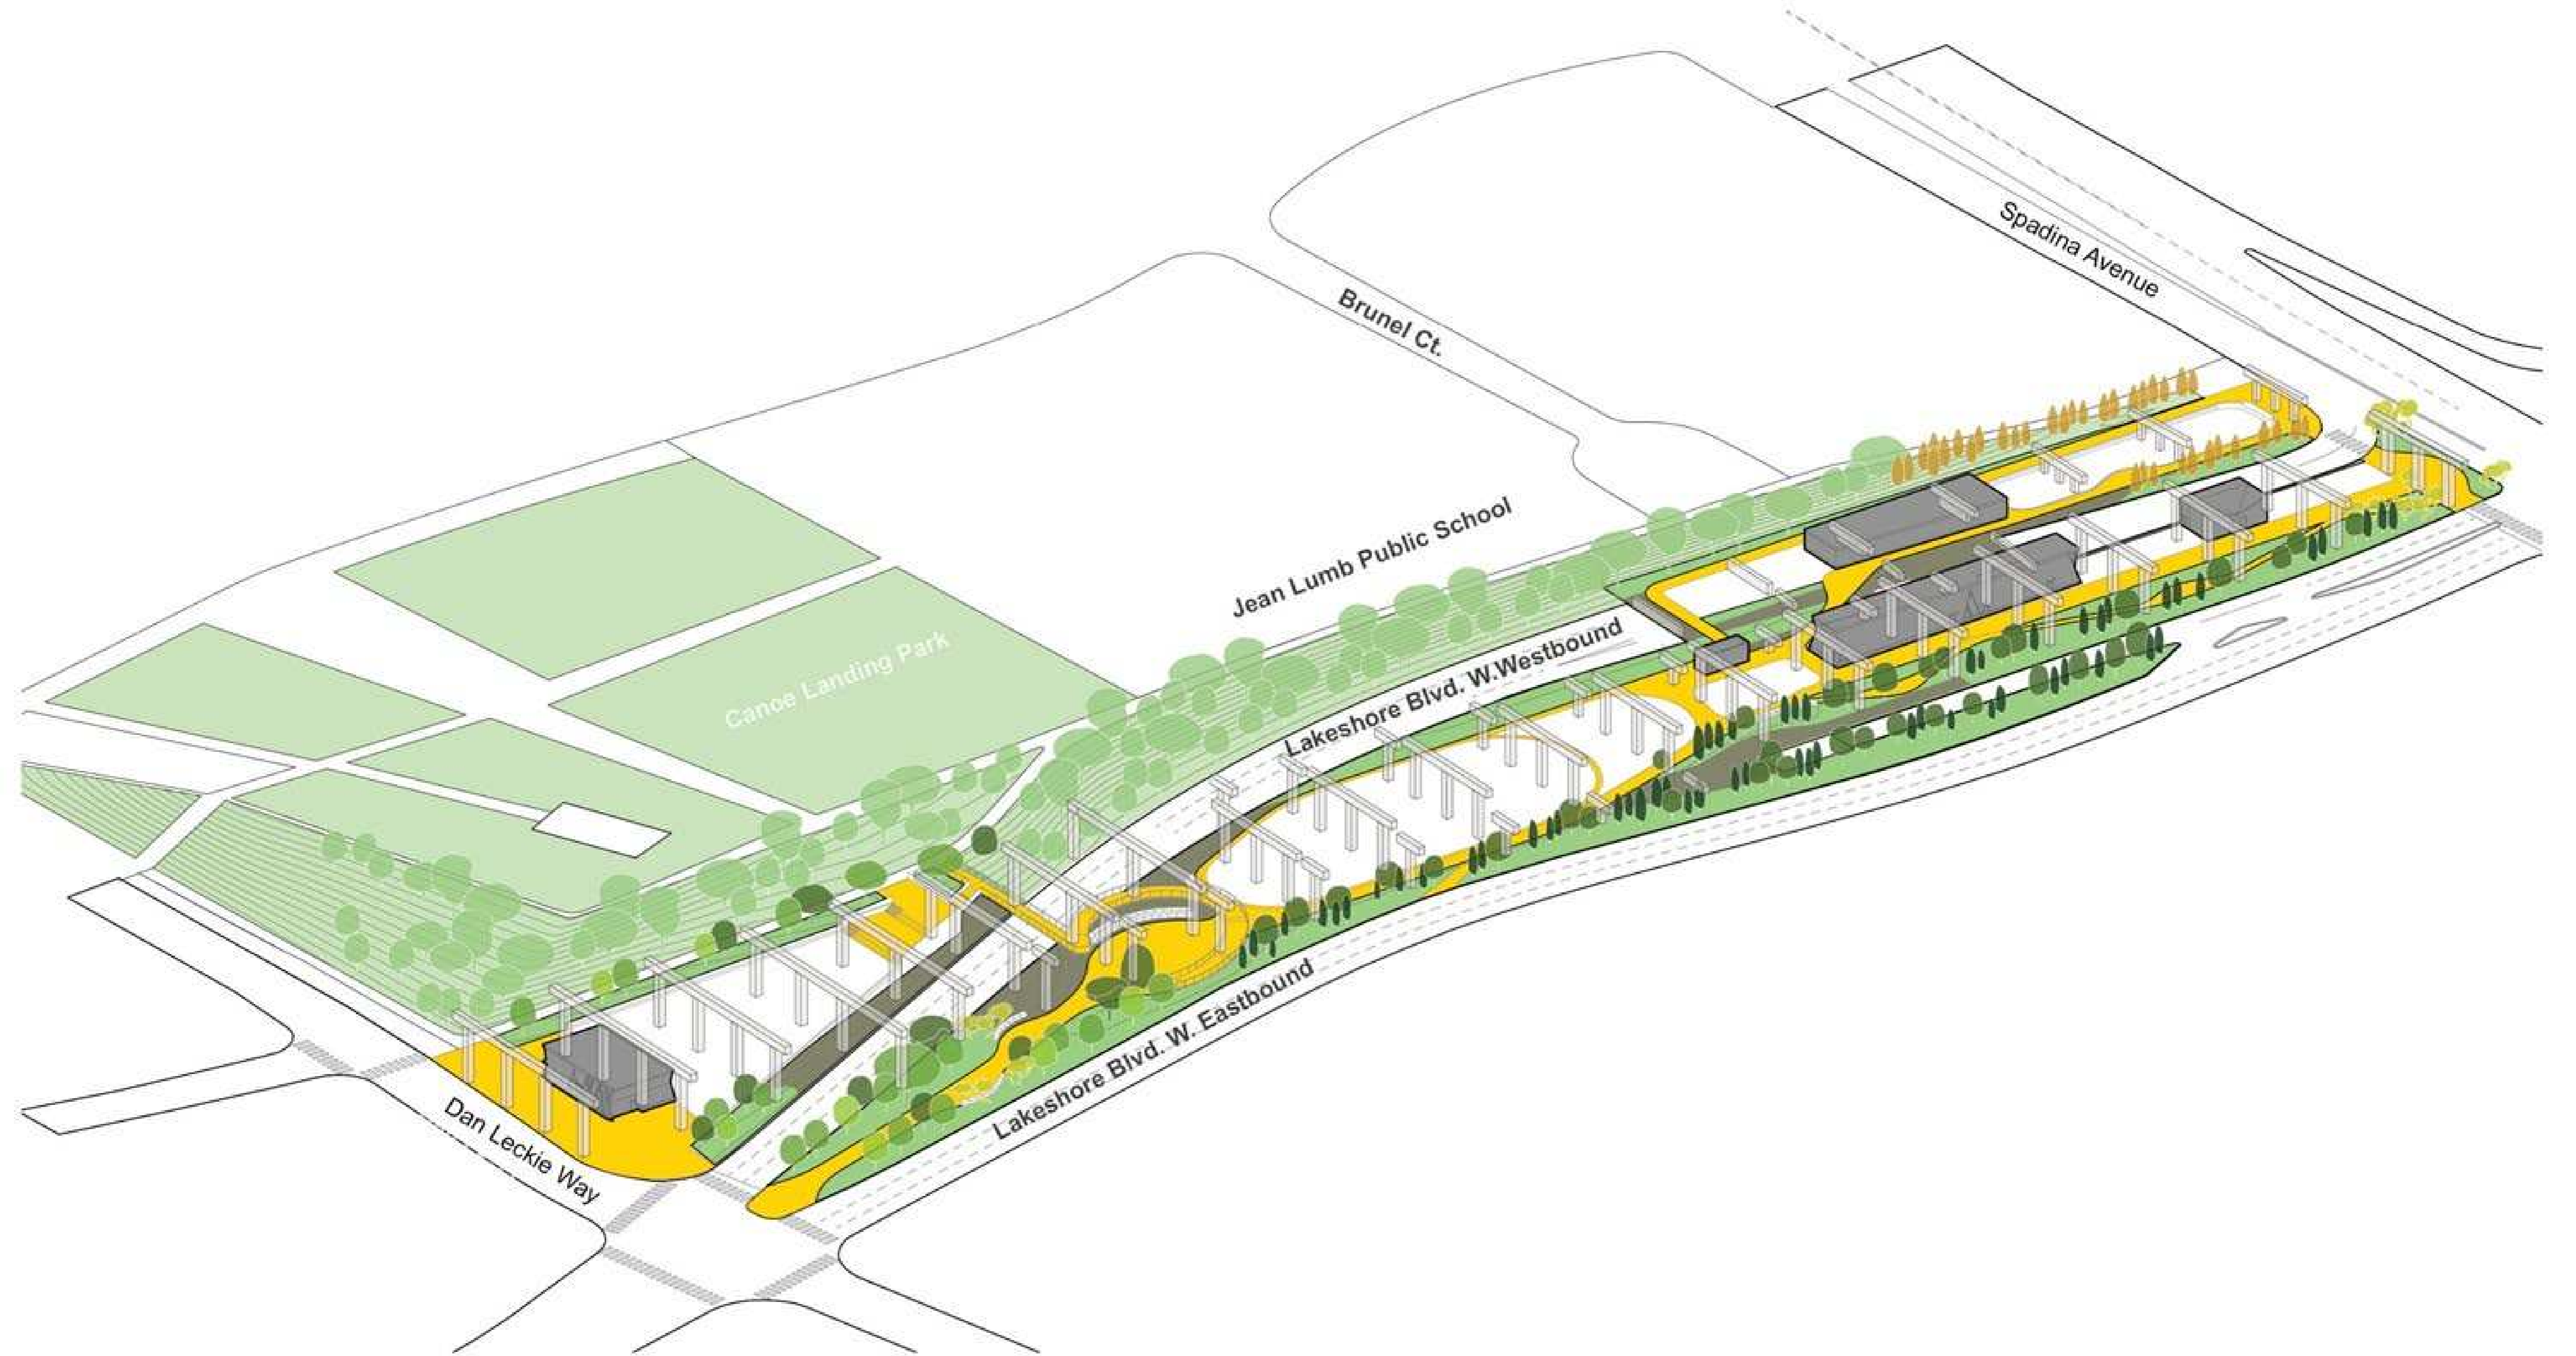 Spadina Avenue
Brunel Ct.
Jean Lumb Public School
Canoe Landing Park
Lakeshore Blvd. W.Westbound
Lakeshore Blvd. W. Eastbound
Dan Leckie Way